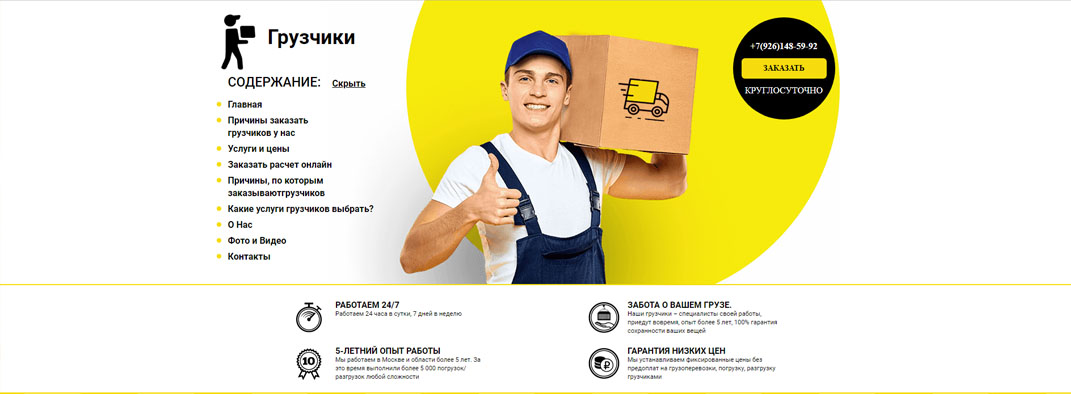 Грузчики
СОДЕРЖАНИЕ: Скрыть
Главная
Причины заказать
грузчиков у нас
Услуги и цены
Заказать расчет онлайн
Причины, по которым
заказываютгрузчиков
Какие услуги грузчиков выбрать?
О Нас
Фото и Видео
Контакты
+7(926)148-59-92
ЗАКАЗАТЬ
КРУГЛОСУТОЧНО
РАБОТАЕМ 24/7
Работаем 24 часа в сутки, 7 дней в неделю
ЗАБОТА О ВАШЕМ ГРУЗЕ.
Наши грузчики – специалисты своей работы,
приедут вовремя, опыт более 5 лет, 100% гарантия
сохранности ваших вещей
10
5-ЛЕТНИЙ ОПЫТ РАБОТЫ
Мы работаем в Москве и области более 5 лет. За
это время выполнили более 5 000 погрузок/
разгрузок любой сложности
₽
ГАРАНТИЯ НИЗКИХ ЦЕН
Мы устанавливаем фиксированные цены без
предоплат на грузоперевозки, погрузку, разгрузку
грузчиками